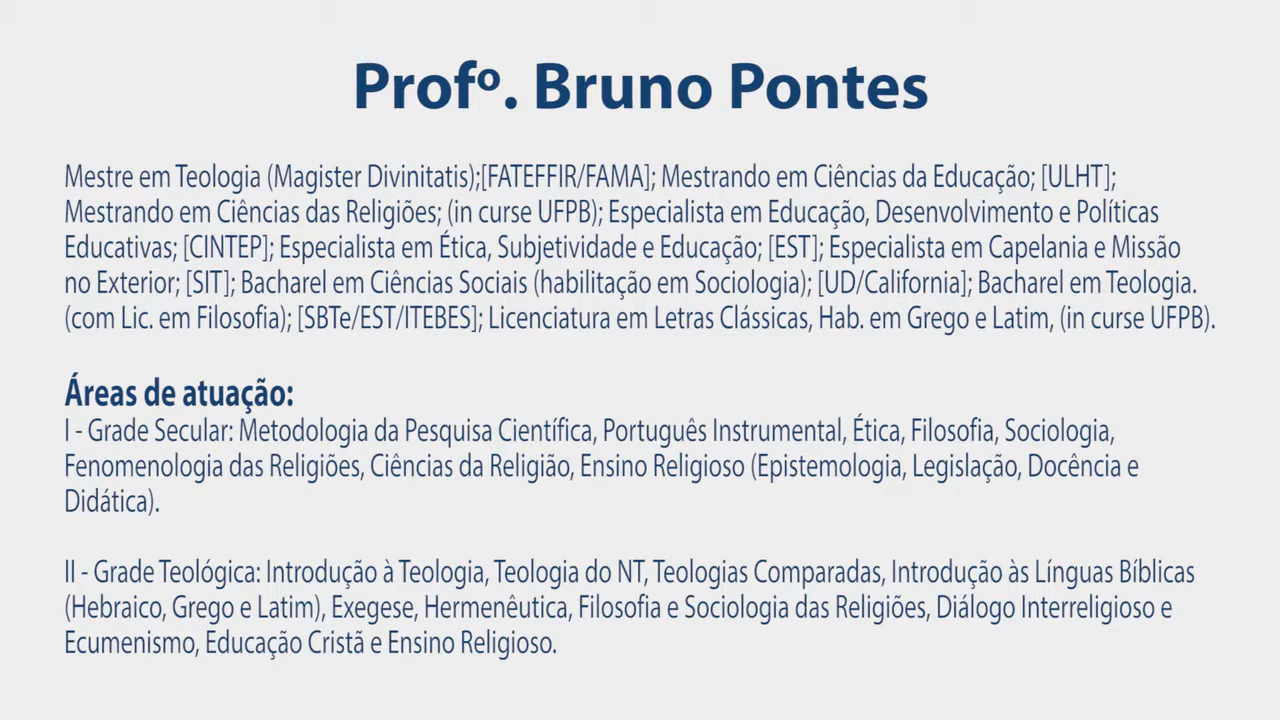 Profº. Bruno Pontes
Mestre em Teologia (Magister Divinitatis);[FATEFFIR/FAMA]; Mestrando em Ciências da Educação; [ULHT];
Mestrando em Ciências das Religiões; (in curse UFPB); Especialista em Educação, Desenvolvimento e Políticas
Educativas; [CINTEP]; Especialista em Ética, Subjetividade e Educação; [EST]; Especialista em Capelania e Missão
no Exterior; [SIT]; Bacharel em Ciências Sociais (habilitação em Sociologia); [UD/California]; Bacharel em Teologia.
(com Lic. em Filosofia); [SBTe/EST/ITEBES]; Licenciatura em Letras Clássicas, Hab. em Grego e Latim, (in curse UFPB).
Áreas de atuação:
I - Grade Secular: Metodologia da Pesquisa Científica, Português Instrumental, Ética, Filosofia, Sociologia,
Fenomenologia das Religiões, Ciências da Religião, Ensino Religioso (Epistemologia, Legislação, Docência e
Didática).
II - Grade Teológica: Introdução à Teologia, Teologia do NT, Teologias Comparadas, Introdução às Línguas Bíblicas
(Hebraico, Grego e Latim), Exegese, Hermenêutica, Filosofia e Sociologia das Religiões, Diálogo Interreligioso e
Ecumenismo, Educação Cristã e Ensino Religioso.